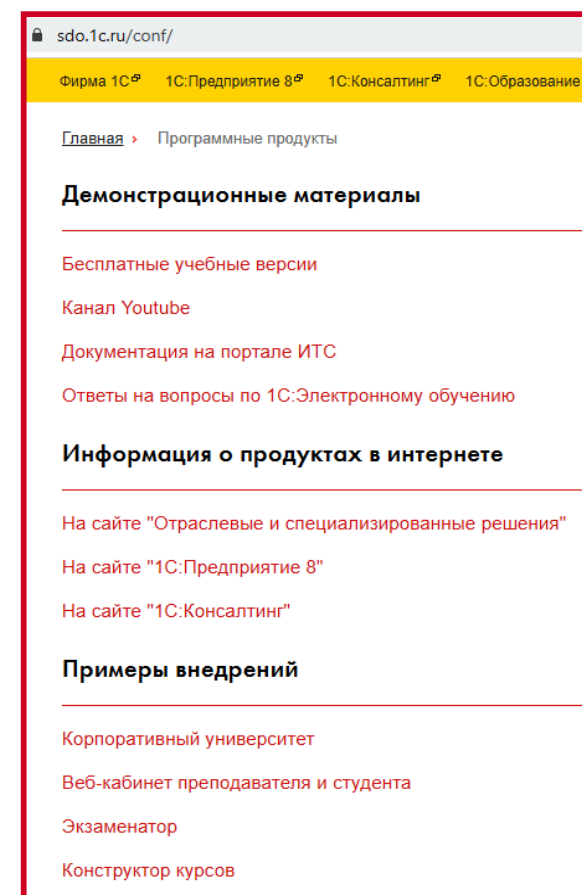 sdo.1c.ru/conf/
Фирма 1С 1С:Предприятие 8 1С:Консалтинг 1С:Образование
Главная › Программные продукты
Демонстрационные материалы
Бесплатные учебные версии
Канал Youtube
Документация на портале ИТС
Ответы на вопросы по 1С:Электронному обучению
Информация о продуктах в интернете
На сайте "Отраслевые и специализированные решения"
На сайте "1С:Предприятие 8"
На сайте "1С:Консалтинг"
Примеры внедрений
Корпоративный университет
Веб-кабинет преподавателя и студента
Экзаменатор
Конструктор курсов